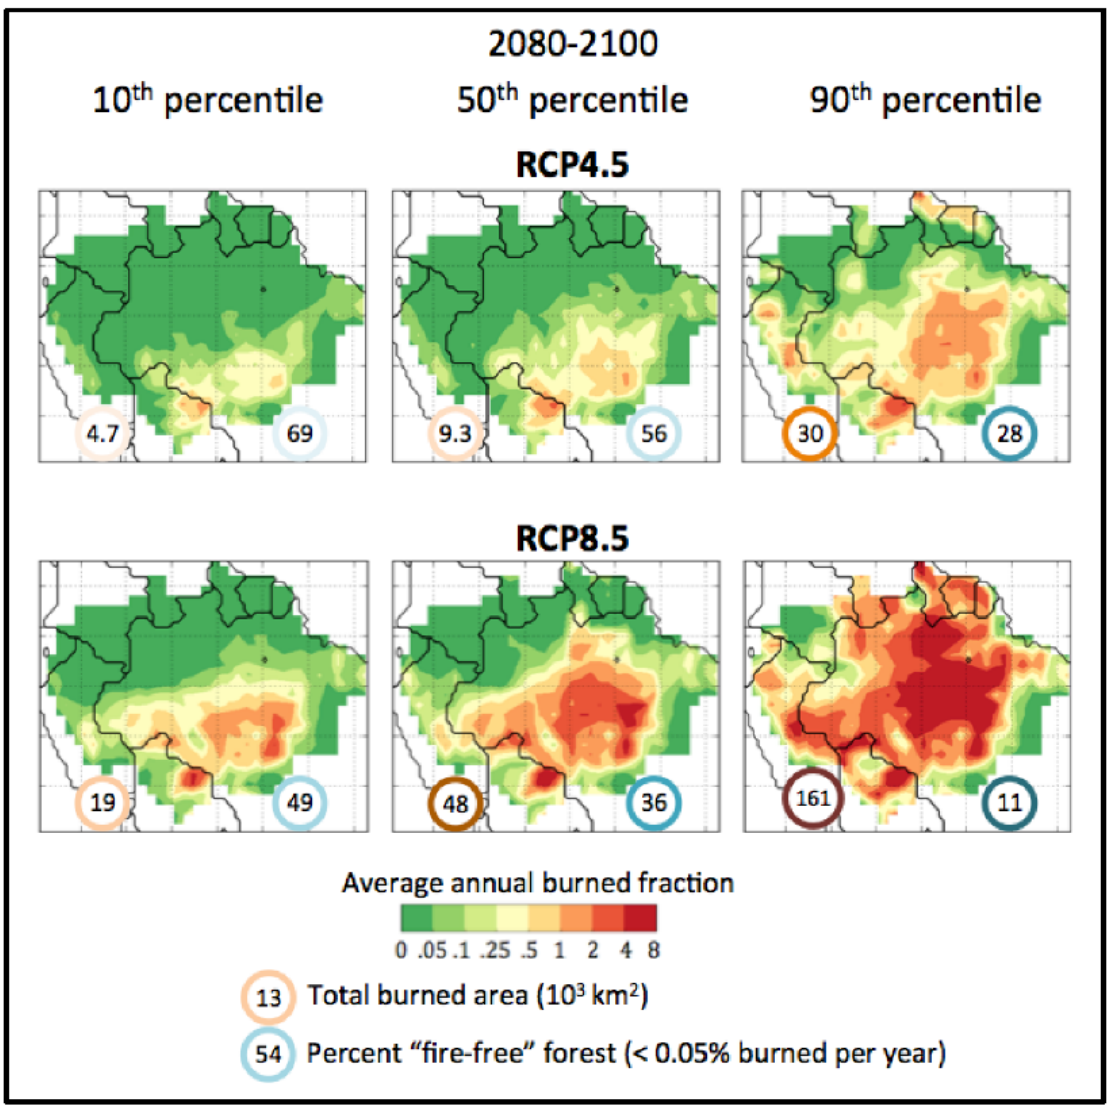 2080-2100
10th percentile 50th percentile 90th percentile
RCP4.5
4.7 69 9.3 56 30 28
RCP8.5
19 49 48 36 161 11
Average annual burned fraction
0 .05 .1 .25 .5 1 2 4 8
13 Total burned area (10³ km²)
54 Percent “fire-free” forest (< 0.05% burned per year)